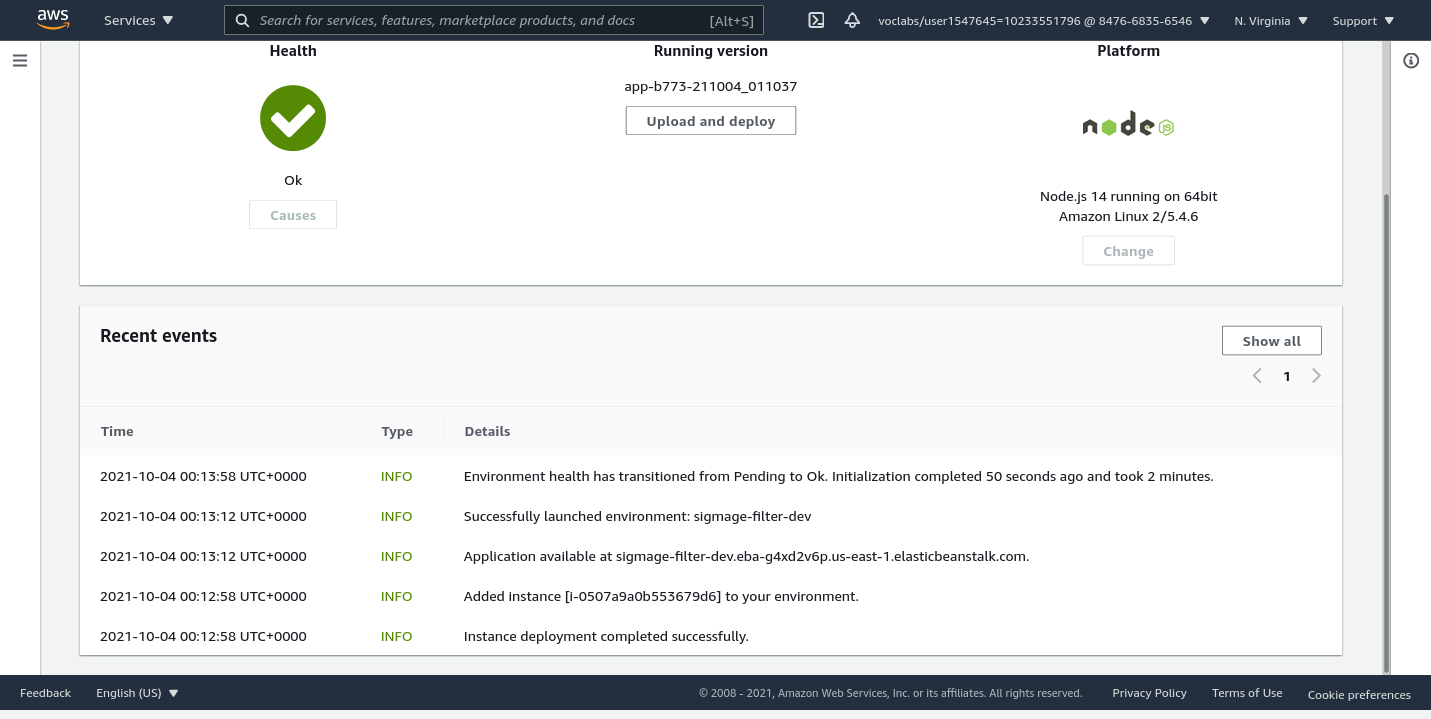 aws
Services
Search for services, features, marketplace products, and docs [Alt+S]
voclabs/user1547645=10233551796 @ 8476-6835-6546
N. Virginia
Support
Health
Running version
Platform
app-b773-211004_011037
Upload and deploy
node
JS
Ok
Causes
Node.js 14 running on 64bit
Amazon Linux 2/5.4.6
Change
Recent events
Show all
1
Time Type Details
2021-10-04 00:13:58 UTC+0000 INFO Environment health has transitioned from Pending to Ok. Initialization completed 50 seconds ago and took 2 minutes.
2021-10-04 00:13:12 UTC+0000 INFO Successfully launched environment: sigmage-filter-dev
2021-10-04 00:13:12 UTC+0000 INFO Application available at sigmage-filter-dev.eba-g4xd2v6p.us-east-1.elasticbeanstalk.com.
2021-10-04 00:12:58 UTC+0000 INFO Added instance [i-0507a9a0b553679d6] to your environment.
2021-10-04 00:12:58 UTC+0000 INFO Instance deployment completed successfully.
Feedback English (US) © 2008 - 2021, Amazon Web Services, Inc. or its affiliates. All rights reserved. Privacy Policy Terms of Use Cookie preferences